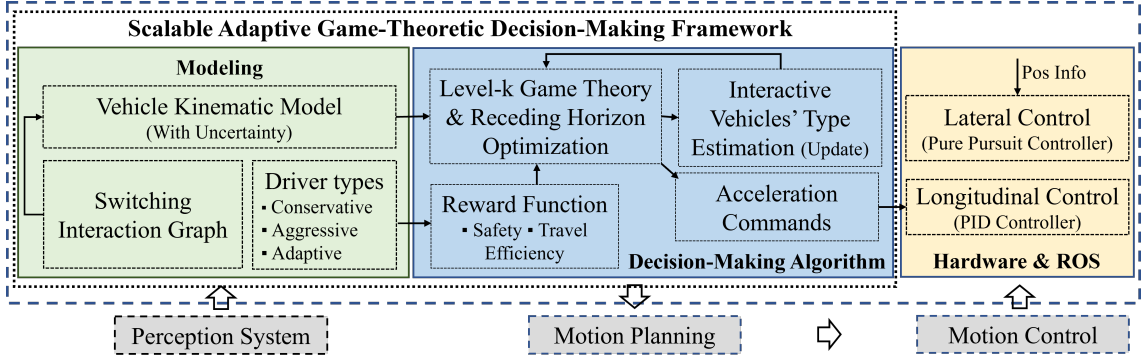 Scalable Adaptive Game-Theoretic Decision-Making Framework
Modeling
Vehicle Kinematic Model
(With Uncertainty)
Switching
Interaction Graph
Driver types
▪ Conservative
▪ Aggressive
▪ Adaptive
Level-k Game Theory
& Receding Horizon
Optimization
Interactive
Vehicles' Type
Estimation (Update)
Reward Function
▪ Safety ▪ Travel
Efficiency
Acceleration
Commands
Decision-Making Algorithm
Pos Info
Lateral Control
(Pure Pursuit Controller)
Longitudinal Control
(PID Controller)
Hardware & ROS
Perception System
Motion Planning
Motion Control